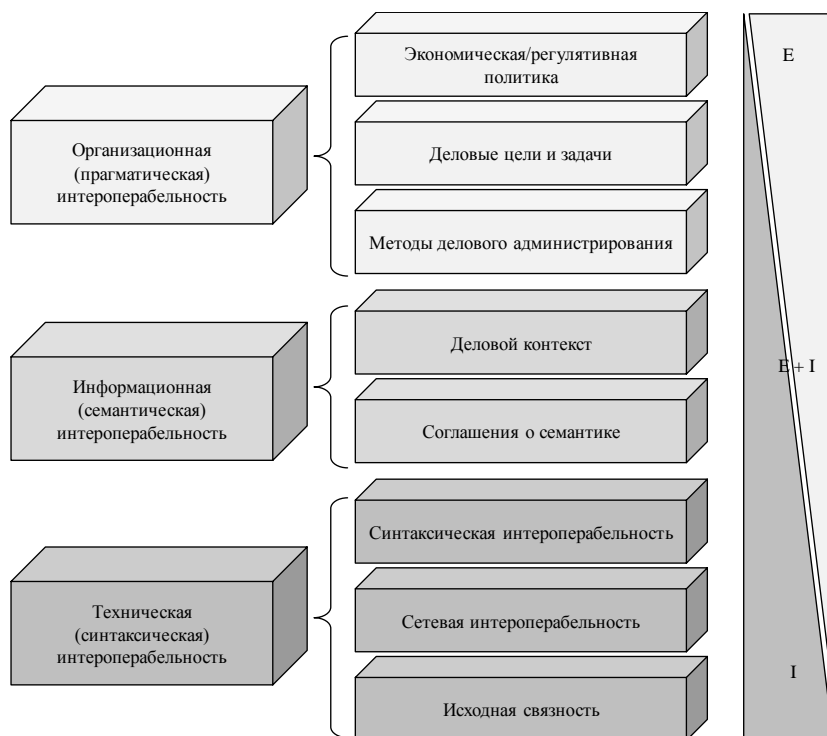 Экономическая/регулятивная
политика
E
Организационная
(прагматическая)
интероперабельность
Деловые цели и задачи
Методы делового администрирования
Деловой контекст
E + I
Информационная
(семантическая)
интероперабельность
Соглашения о семантике
Синтаксическая интероперабельность
Техническая
(синтаксическая)
интероперабельность
Сетевая интероперабельность
I
Исходная связность